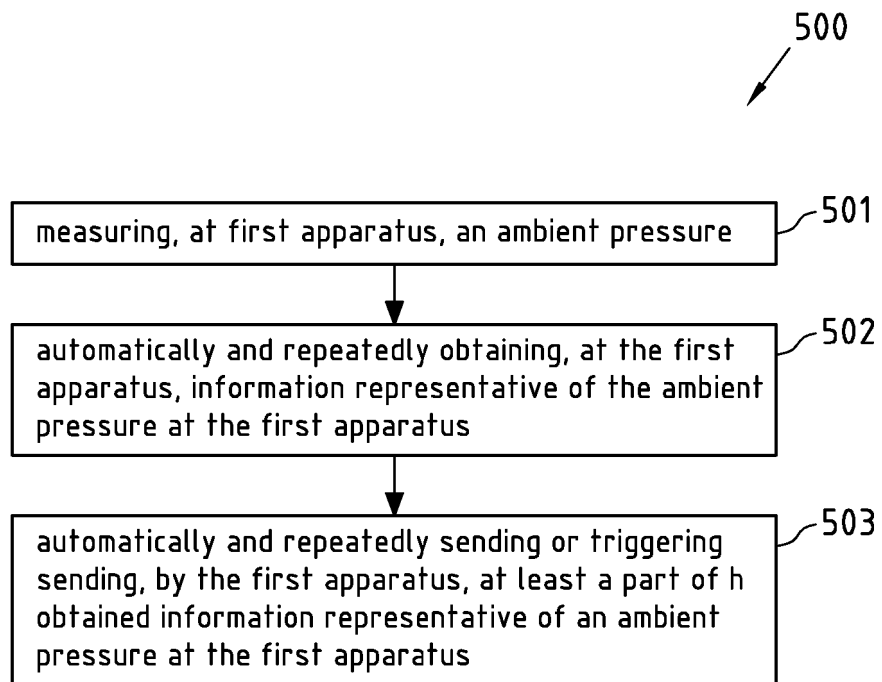 500
measuring, at first apparatus, an ambient pressure
501
automatically and repeatedly obtaining, at the first
apparatus, information representative of the ambient
pressure at the first apparatus
502
automatically and repeatedly sending or triggering
sending, by the first apparatus, at least a part of h
obtained information representative of an ambient
pressure at the first apparatus
503